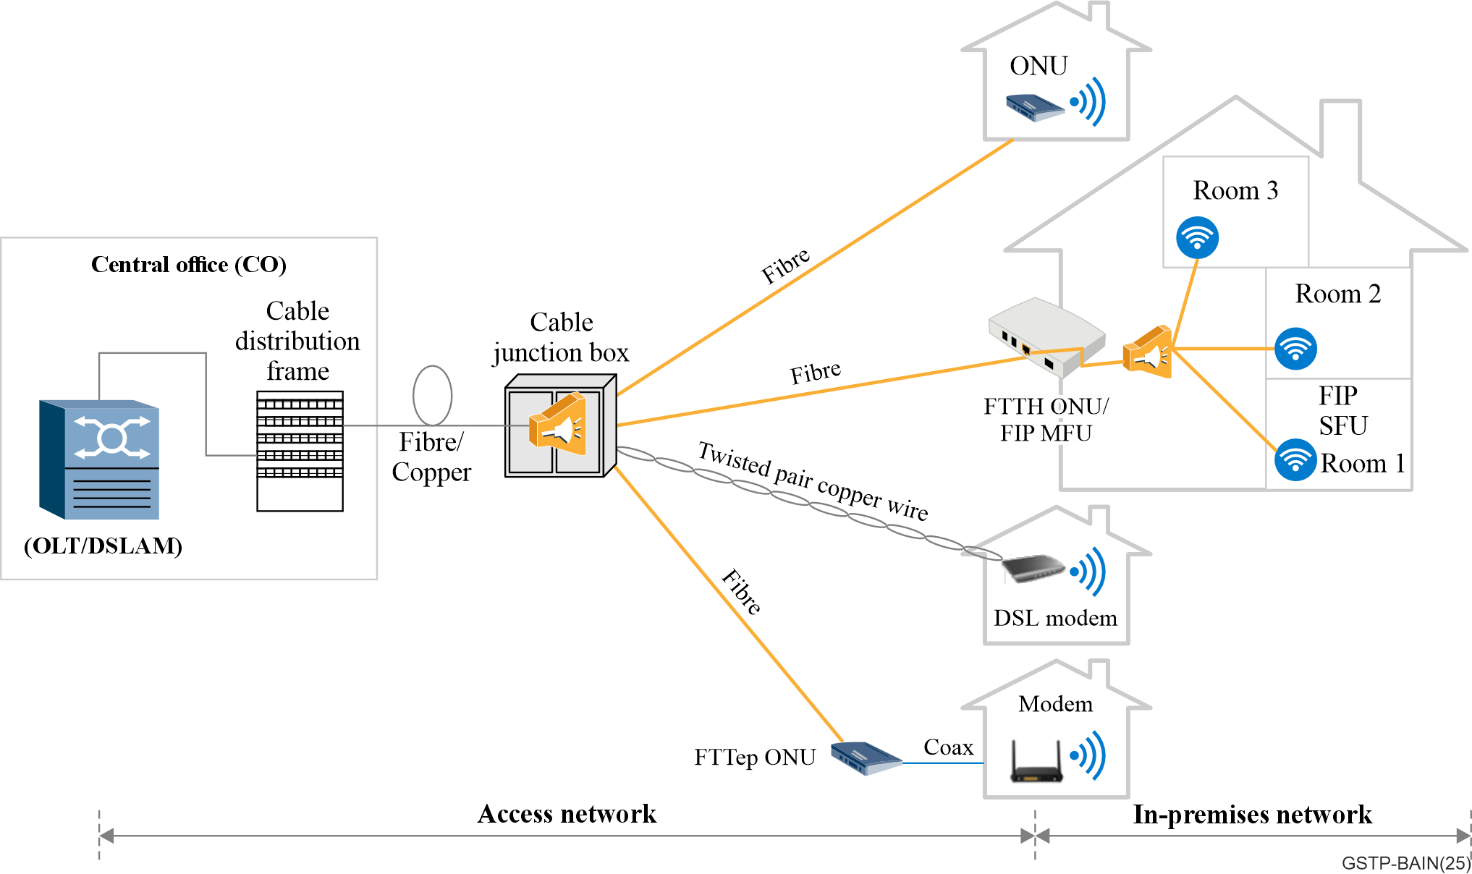 ONU
Room 3
Central office (CO)
Fibre
Room 2
Cable
distribution
frame
Cable
junction box
Fibre
FIP
SFU
Room 1
FTTH ONU/
FIP MFU
Fibre/
Copper
Twisted pair copper wire
(OLT/DSLAM)
Fibre
DSL modem
Modem
FTTep ONU
Coax
Access network
In-premises network
GSTP-BAIN(25)